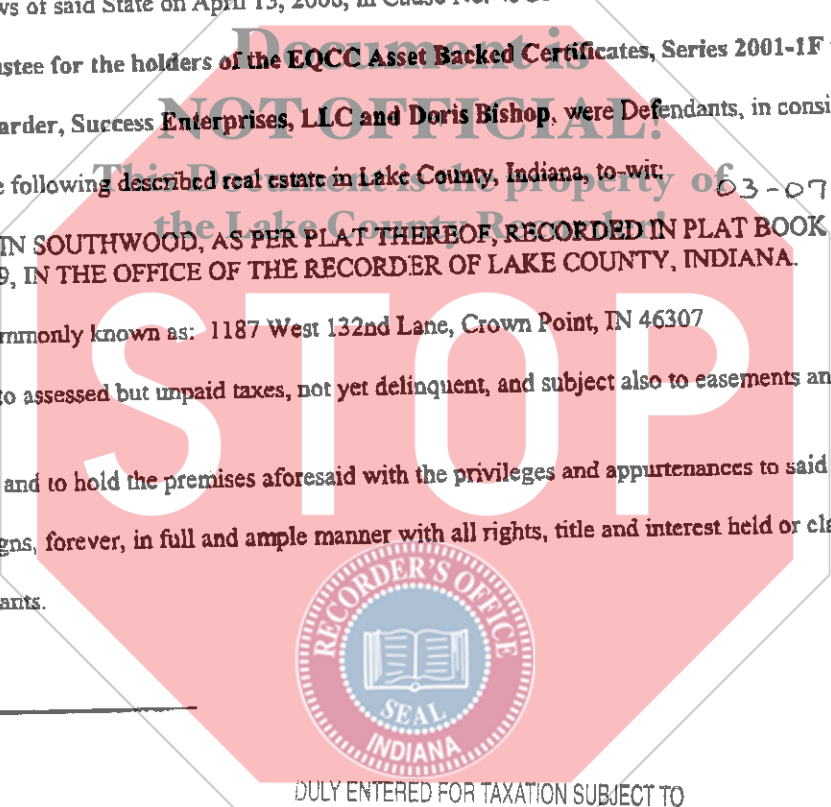 ws of said State on April 13,
Document is
ustee for the holders of the EQCC Asset Backed Certificates, Series 2001-1F
NOT OFFICIAL!
arder, Success Enterprises, LLC and Doris Bishop, were Defendants, in consi
This Document is the property of
e following described real estate in Lake County, Indiana, to-wit:
03-07
the Lake County Recorder!
IN SOUTHWOOD, AS PER PLAT THEREOF, RECORDED IN PLAT BOOK
9, IN THE OFFICE OF THE RECORDER OF LAKE COUNTY, INDIANA.
mmonly known as: 1187 West 132nd Lane, Crown Point, IN 46307
to assessed but unpaid taxes, not yet delinquent, and subject also to easements an
STOP
and to hold the premises aforesaid with the privileges and appurtenances to said
gns, forever, in full and ample manner with all rights, title and interest held or cla
ants.
RECORDER'S OFFICE
SEAL
INDIANA
DULY ENTERED FOR TAXATION SUBJECT TO